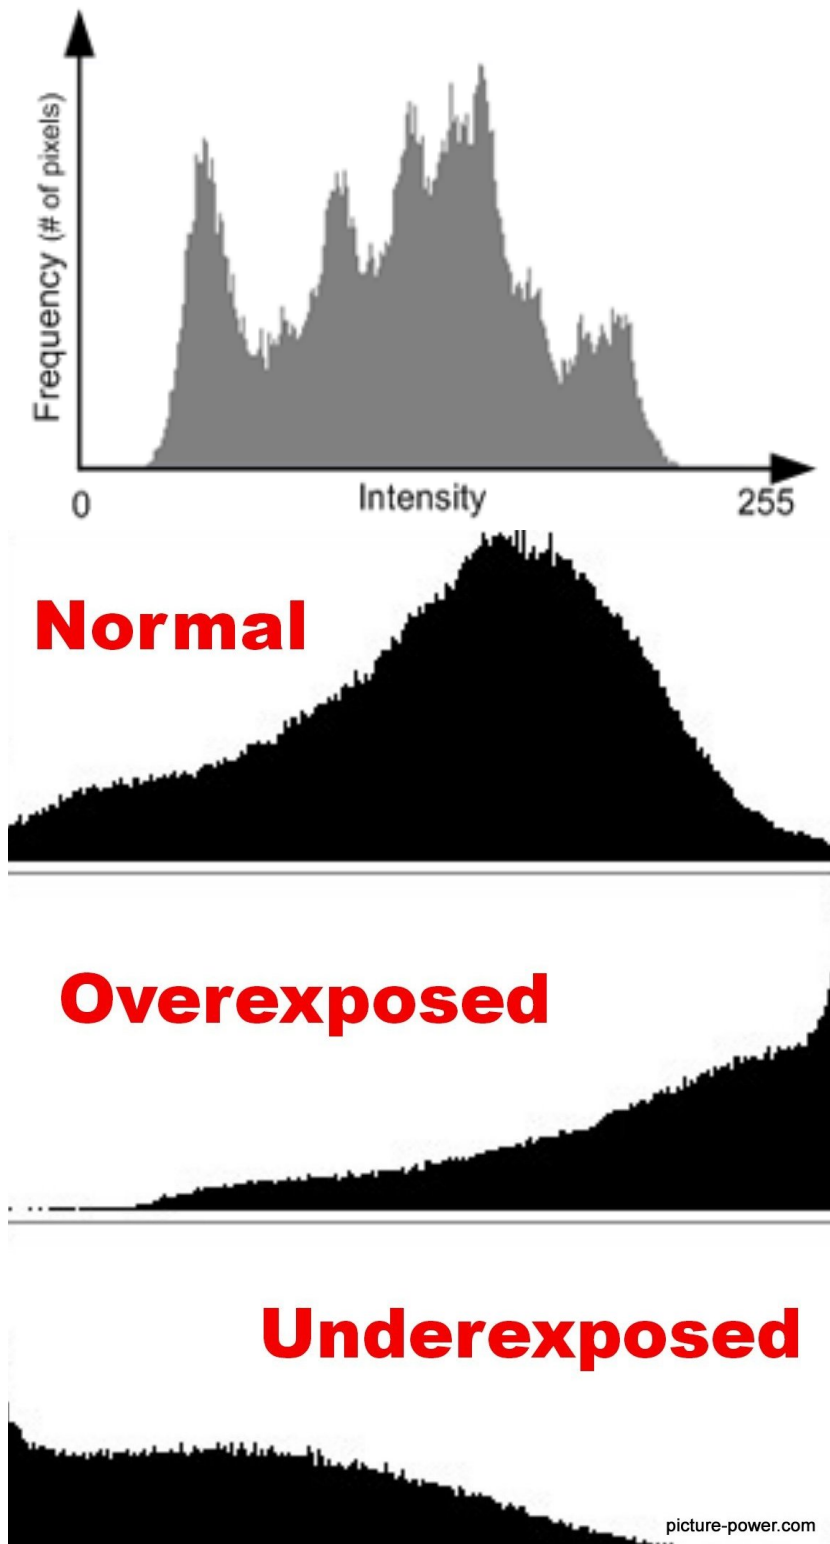 Frequency (# of pixels)
0
Intensity
255
Normal
Overexposed
Underexposed
picture-power.com